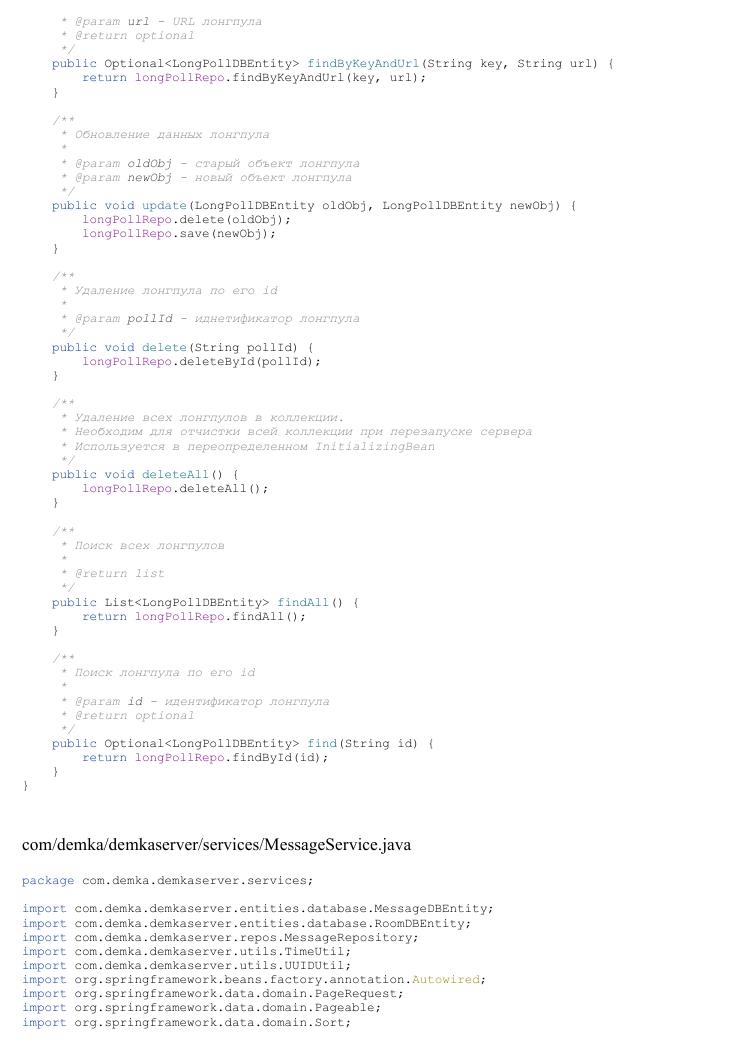 * @param url - URL лонгпула
     * @return optional
     */
    public Optional<LongPollDBEntity> findByKeyAndUrl(String key, String url) {
        return longPollRepo.findByKeyAndUrl(key, url);
    }

    /**
     * Обновление данных лонгпула
     *
     * @param oldObj - старый объект лонгпула
     * @param newObj - новый объект лонгпула
     */
    public void update(LongPollDBEntity oldObj, LongPollDBEntity newObj) {
        longPollRepo.delete(oldObj);
        longPollRepo.save(newObj);
    }

    /**
     * Удаление лонгпула по его id
     *
     * @param pollId - иднетификатор лонгпула
     */
    public void delete(String pollId) {
        longPollRepo.deleteById(pollId);
    }

    /**
     * Удаление всех лонгпулов в коллекции.
     * Необходим для отчистки всей коллекции при перезапуске сервера
     * Используется в переопределенном InitializingBean
     */
    public void deleteAll() {
        longPollRepo.deleteAll();
    }

    /**
     * Поиск всех лонгпулов
     *
     * @return list
     */
    public List<LongPollDBEntity> findAll() {
        return longPollRepo.findAll();
    }

    /**
     * Поиск лонгпула по его id
     *
     * @param id - идентификатор лонгпула
     * @return optional
     */
    public Optional<LongPollDBEntity> find(String id) {
        return longPollRepo.findById(id);
    }
}

com/demka/demkaserver/services/MessageService.java

package com.demka.demkaserver.services;

import com.demka.demkaserver.entities.database.MessageDBEntity;
import com.demka.demkaserver.entities.database.RoomDBEntity;
import com.demka.demkaserver.repos.MessageRepository;
import com.demka.demkaserver.utils.TimeUtil;
import com.demka.demkaserver.utils.UUIDUtil;
import org.springframework.beans.factory.annotation.Autowired;
import org.springframework.data.domain.PageRequest;
import org.springframework.data.domain.Pageable;
import org.springframework.data.domain.Sort;